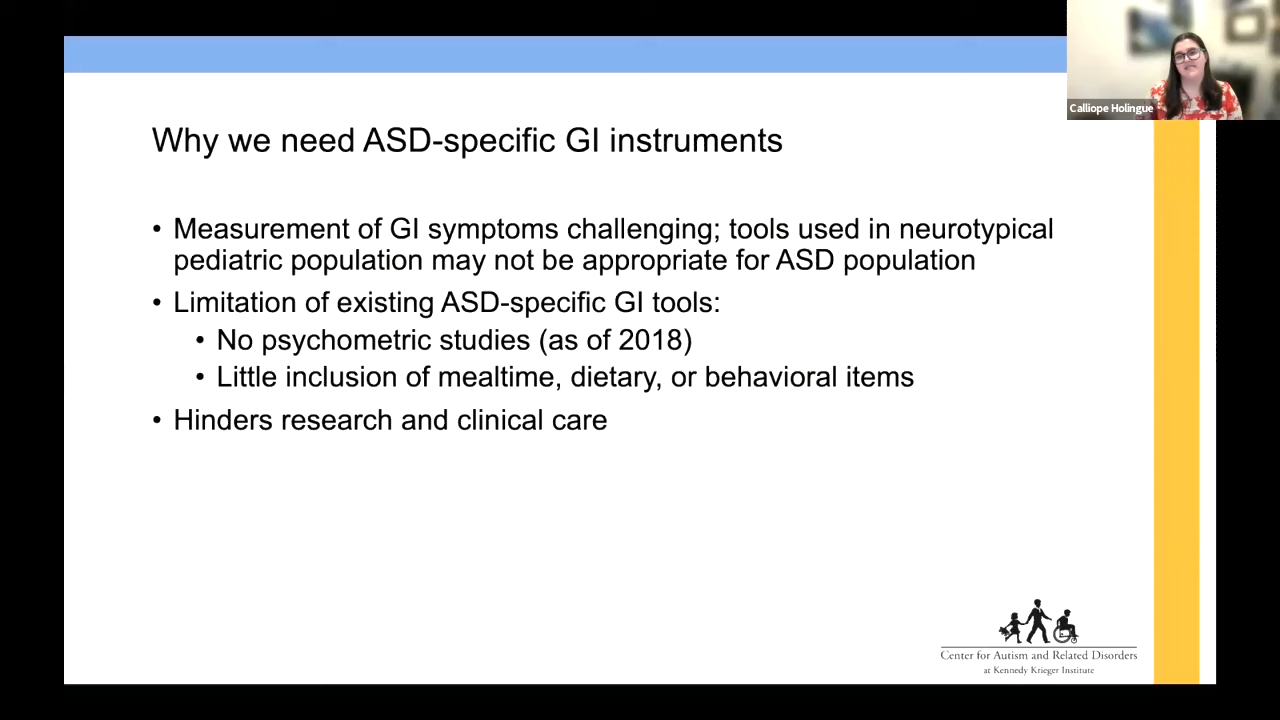 Calliope Holingue
Why we need ASD-specific GI instruments
• Measurement of GI symptoms challenging; tools used in neurotypical
pediatric population may not be appropriate for ASD population
• Limitation of existing ASD-specific GI tools:
• No psychometric studies (as of 2018)
• Little inclusion of mealtime, dietary, or behavioral items
• Hinders research and clinical care
Center for Autism and Related Disorders
at Kennedy Krieger Institute